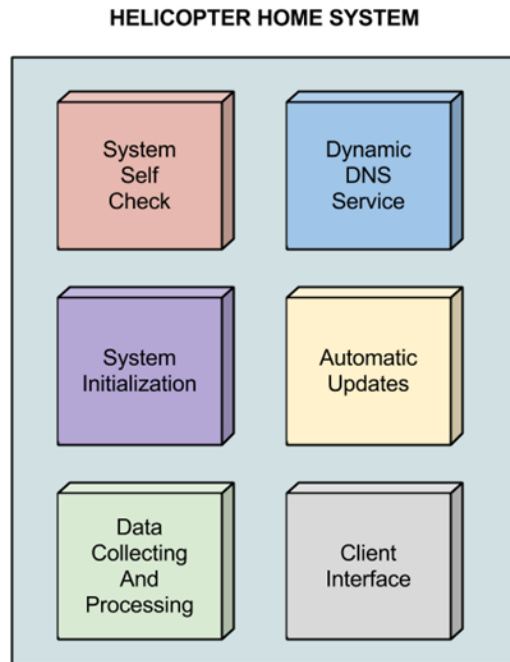 HELICOPTER HOME SYSTEM
System
Self
Check
Dynamic
DNS
Service
System
Initialization
Automatic
Updates
Data
Collecting
And
Processing
Client
Interface